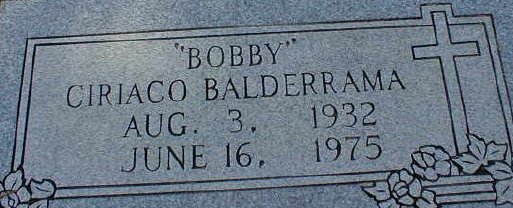 "BOBBY"
CIRIACO BALDERRAMA
AUG. 3, 1932
JUNE 16, 1975